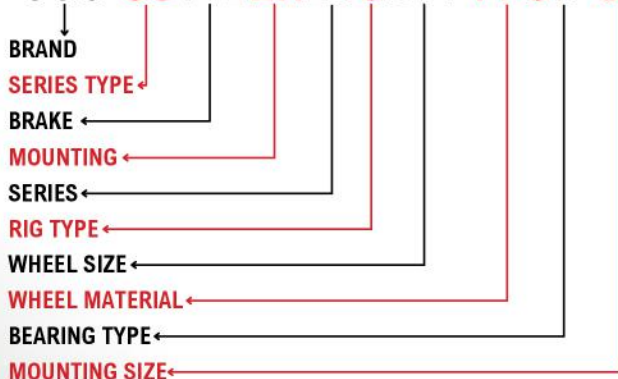 BRAND
SERIES TYPE
BRAKE
MOUNTING
SERIES
RIG TYPE
WHEEL SIZE
WHEEL MATERIAL
BEARING TYPE
MOUNTING SIZE